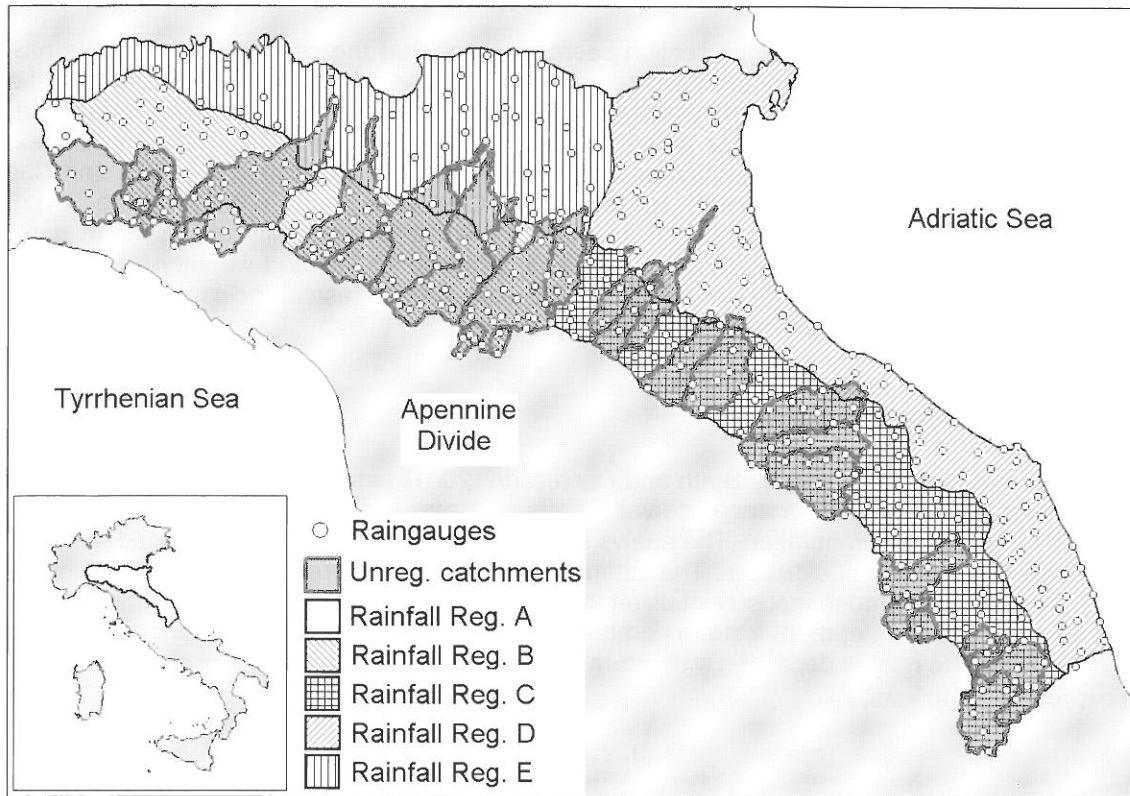 Adriatic Sea
Tyrrhenian Sea
Apennine
Divide
Raingauges
Unreg. catchments
Rainfall Reg. A
Rainfall Reg. B
Rainfall Reg. C
Rainfall Reg. D
Rainfall Reg. E